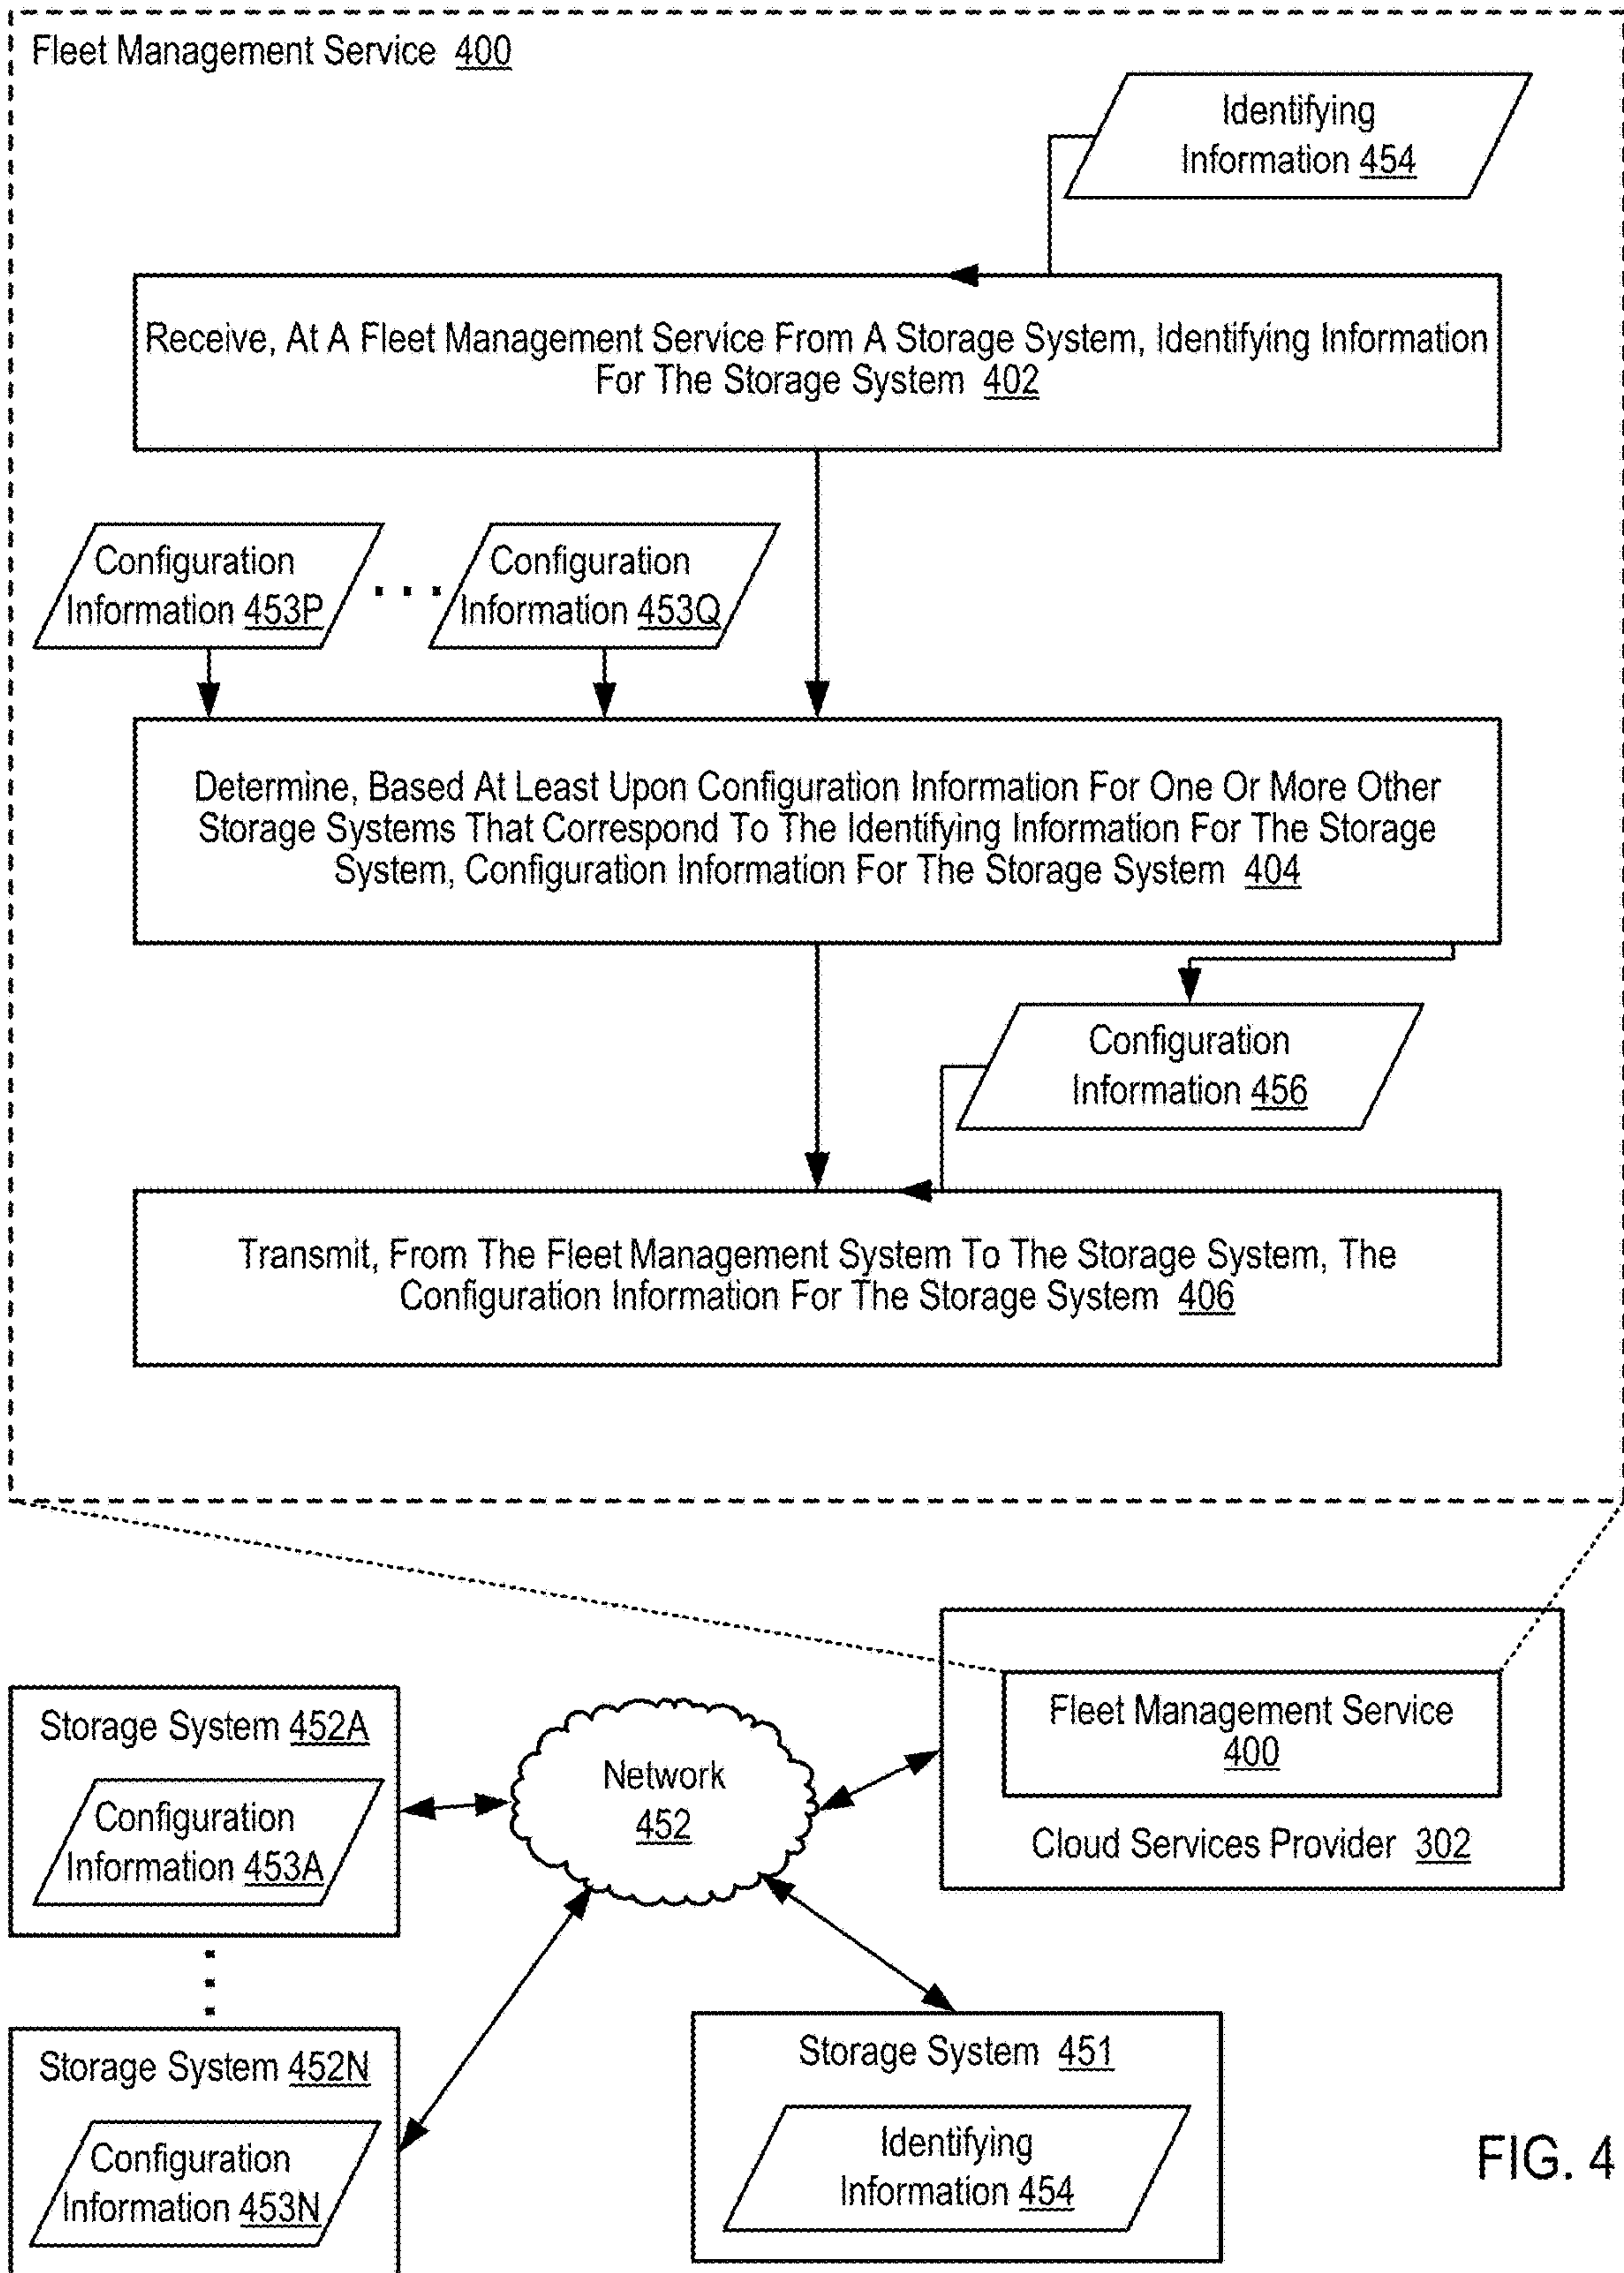 Fleet Management Service 400
Identifying
Information 454
Receive, At A Fleet Management Service From A Storage System, Identifying Information
For The Storage System 402
Configuration
Information 453P
. . .
Configuration
Information 453Q
Determine, Based At Least Upon Configuration Information For One Or More Other
Storage Systems That Correspond To The Identifying Information For The Storage
System, Configuration Information For The Storage System 404
Configuration
Information 456
Transmit, From The Fleet Management System To The Storage System, The
Configuration Information For The Storage System 406
Storage System 452A
Configuration
Information 453A
Network
452
Fleet Management Service
400
Cloud Services Provider 302
Storage System 452N
Configuration
Information 453N
Storage System 451
Identifying
Information 454
FIG. 4